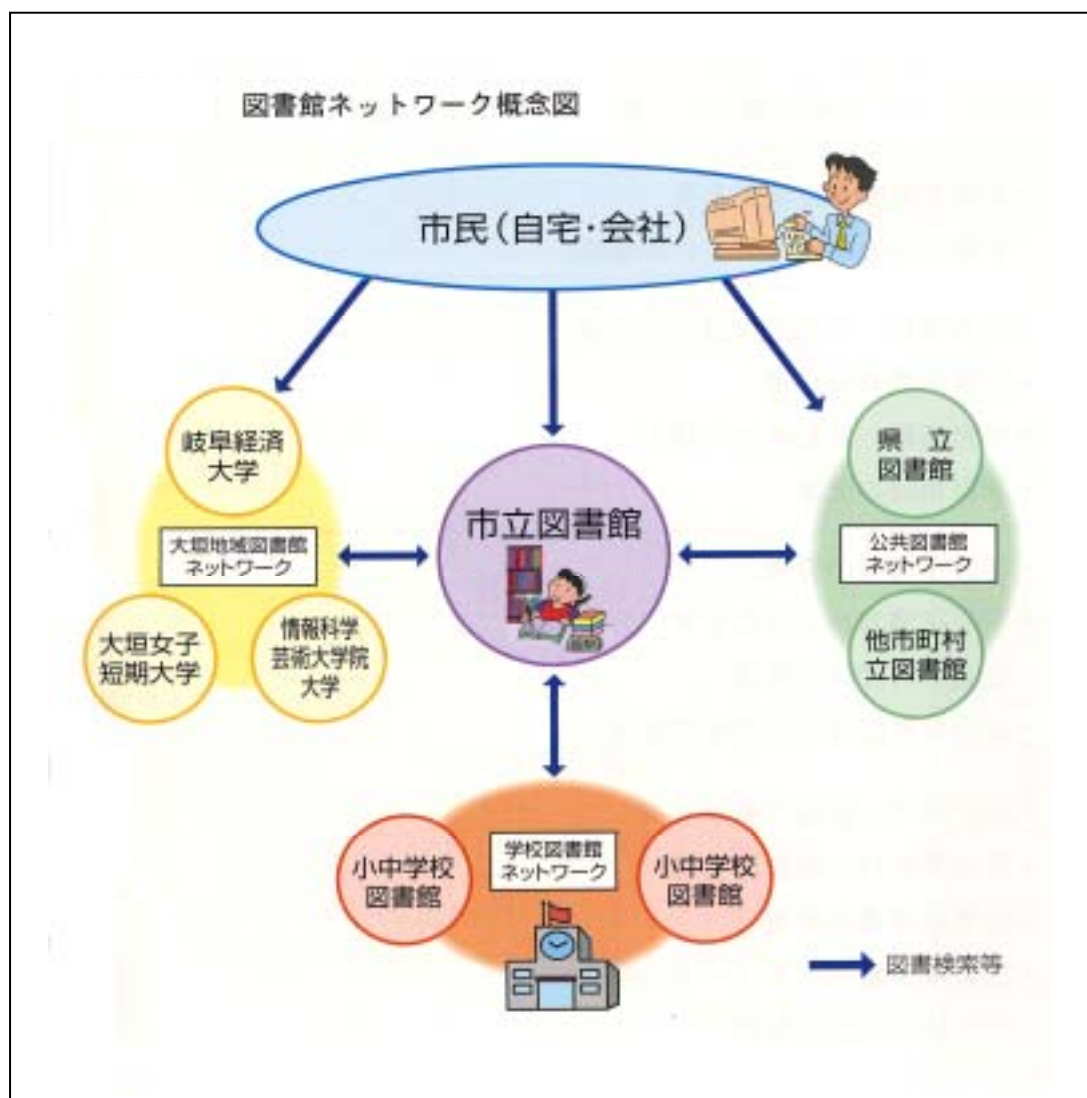 図書館ネットワーク概念図
市民(自宅・会社)
岐阜経済
大学
大垣地域図書館
ネットワーク
大垣女子
短期大学
情報科学
芸術大学院
大学
市立図書館
県 立
図書館
公共図書館
ネットワーク
他市町村
立図書館
小中学校
図書館
学校図書館
ネットワーク
小中学校
図書館
図書検索等